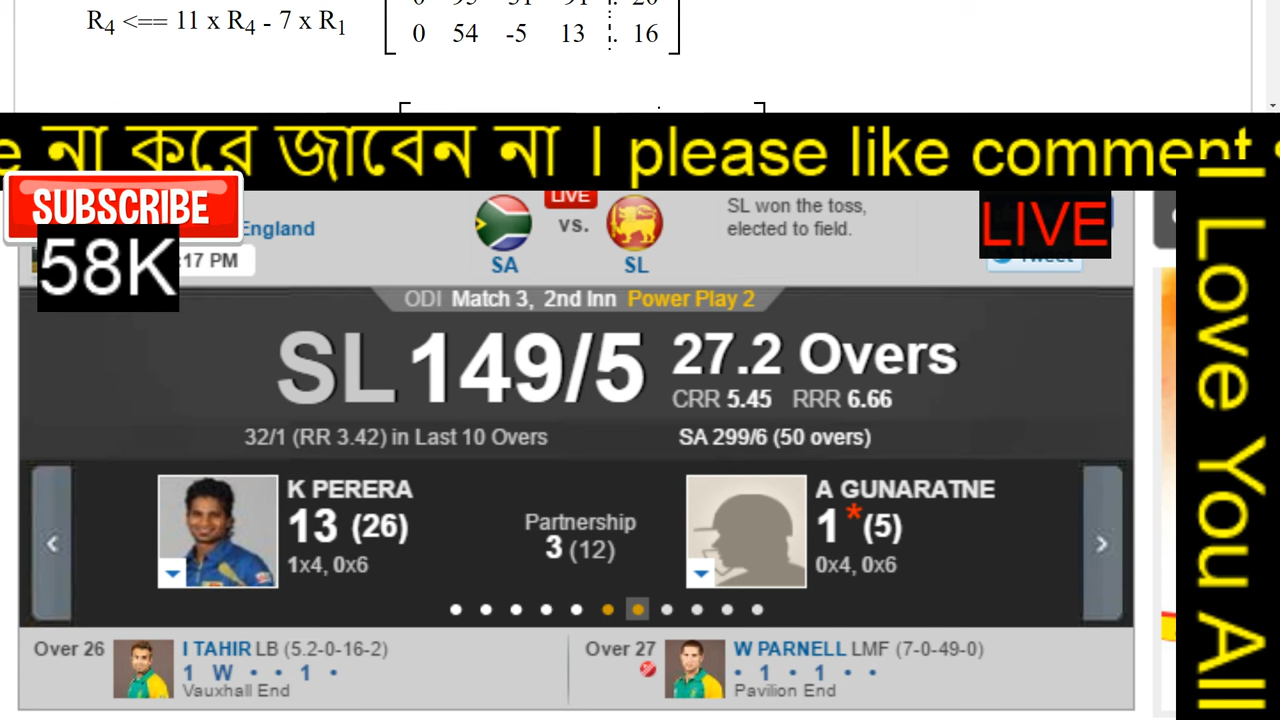 R4 <== 11 x R4 - 7 x R1
0 54 -5 13 16
না করে জাবেন না I please like comment
SUBSCRIBE
58K
England
:17 PM
LIVE
vs.
SA
SL
SL won the toss,
elected to field.
LIVE
Tweet
ODI Match 3, 2nd Inn Power Play 2
SL 149/5
27.2 Overs
CRR 5.45 RRR 6.66
32/1 (RR 3.42) in Last 10 Overs
SA 299/6 (50 overs)
K PERERA
13 (26)
1x4, 0x6
Partnership
3 (12)
A GUNARATNE
1* (5)
0x4, 0x6
Over 26
I TAHIR LB (5.2-0-16-2)
1 W • • 1 •
Vauxhall End
Over 27
W PARNELL LMF (7-0-49-0)
• 1 • 1 • •
Pavilion End
I Love You All